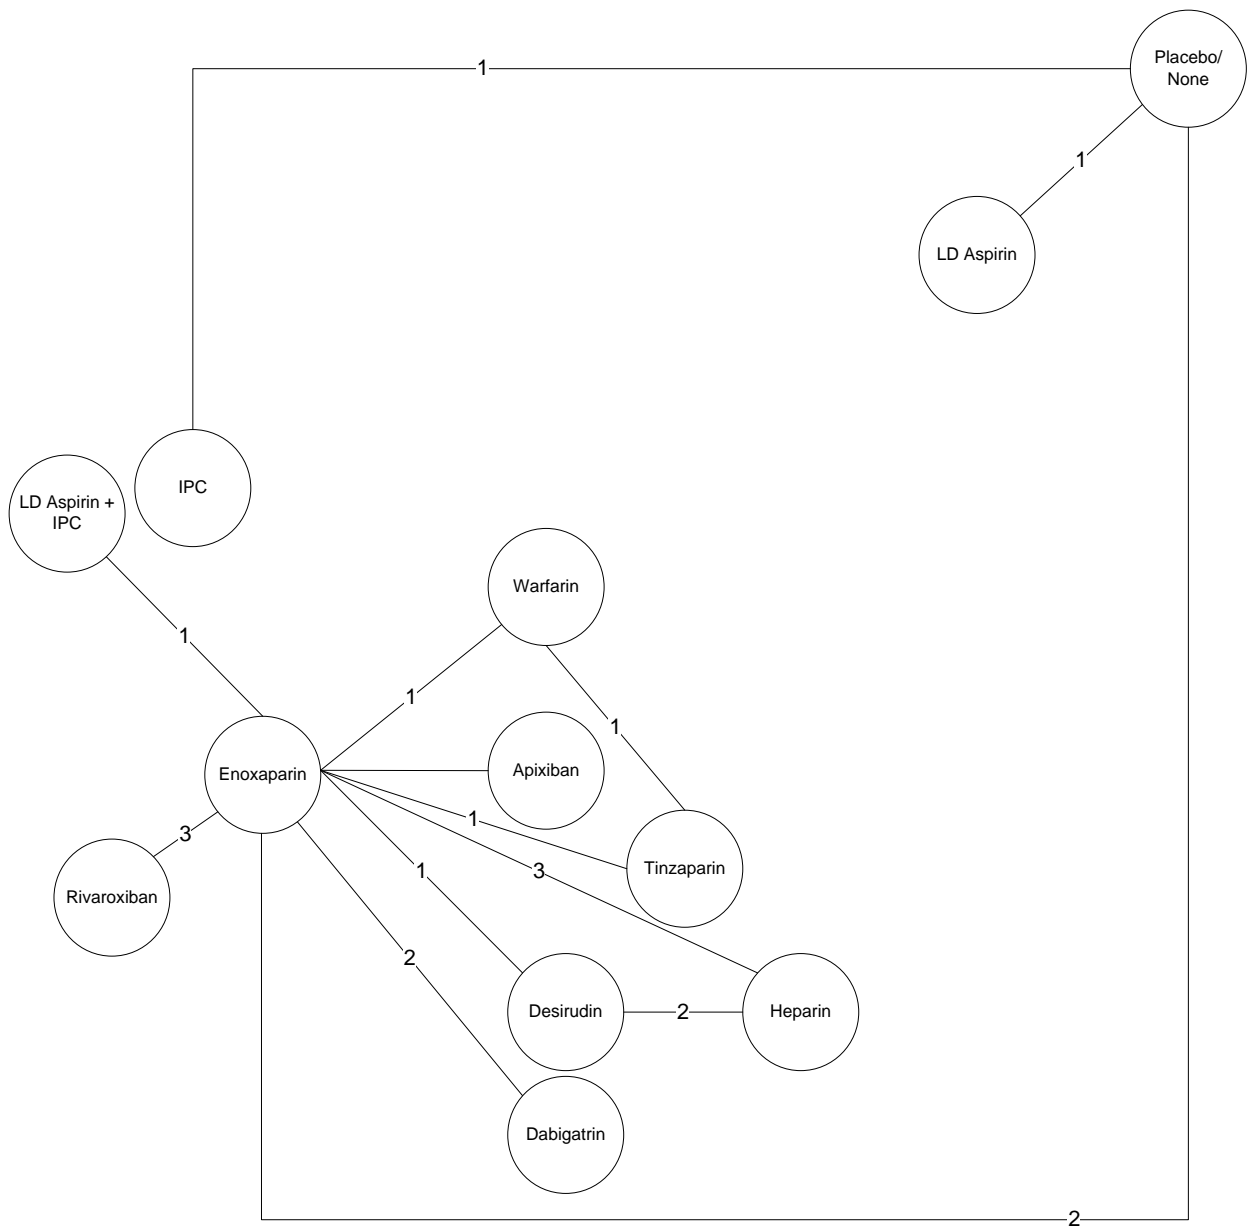 1
Placebo/
None
1
LD Aspirin
IPC
LD Aspirin +
IPC
Warfarin
1
1
1
Enoxaparin
Apixiban
1
3
Rivaroxiban
1
3
Tinzaparin
2
Desirudin
2
Heparin
Dabigatrin
2